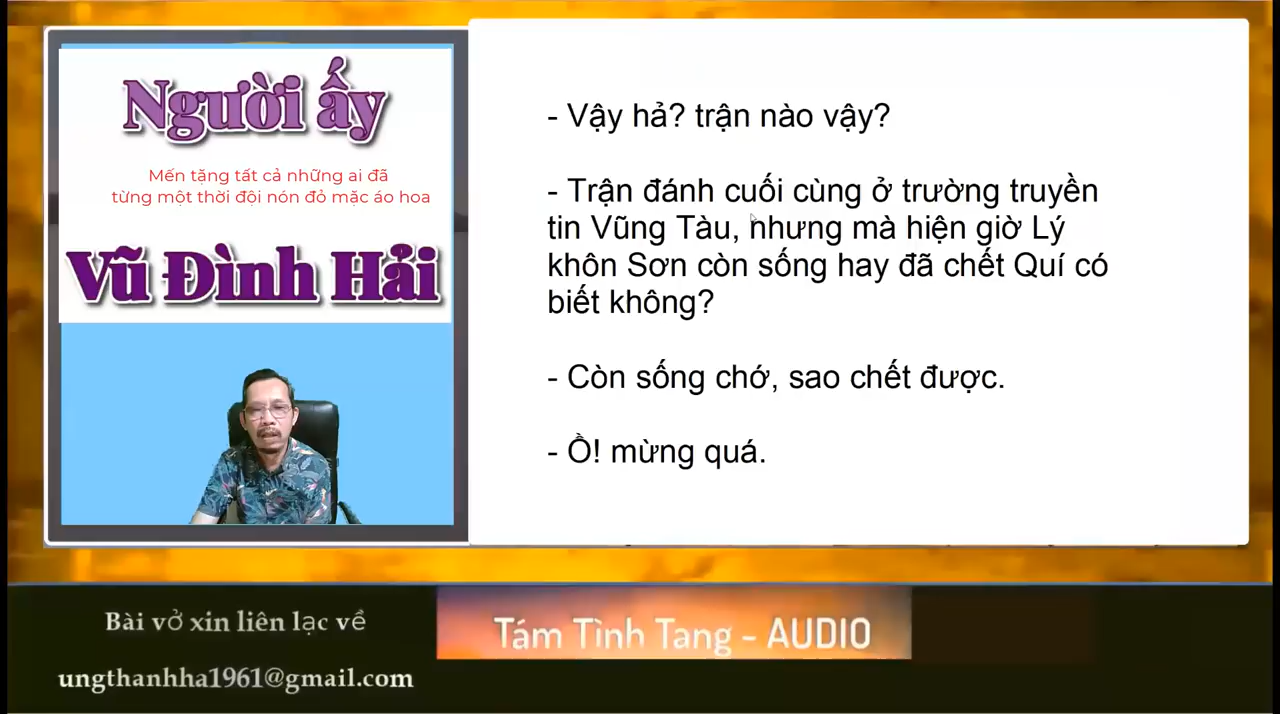 Người ấy
Mến tặng tất cả những ai đã
từng một thời đội nón đỏ mặc áo hoa
Vũ Đình Hải
- Vậy hả? trận nào vậy?
- Trận đánh cuối cùng ở trường truyền
tin Vũng Tàu, nhưng mà hiện giờ Lý
khôn Sơn còn sống hay đã chết Quí có
biết không?
- Còn sống chớ, sao chết được.
- Ồ! mừng quá.
Bài vở xin liên lạc về
ungthanhha1961@gmail.com
Tám Tình Tang - AUDIO